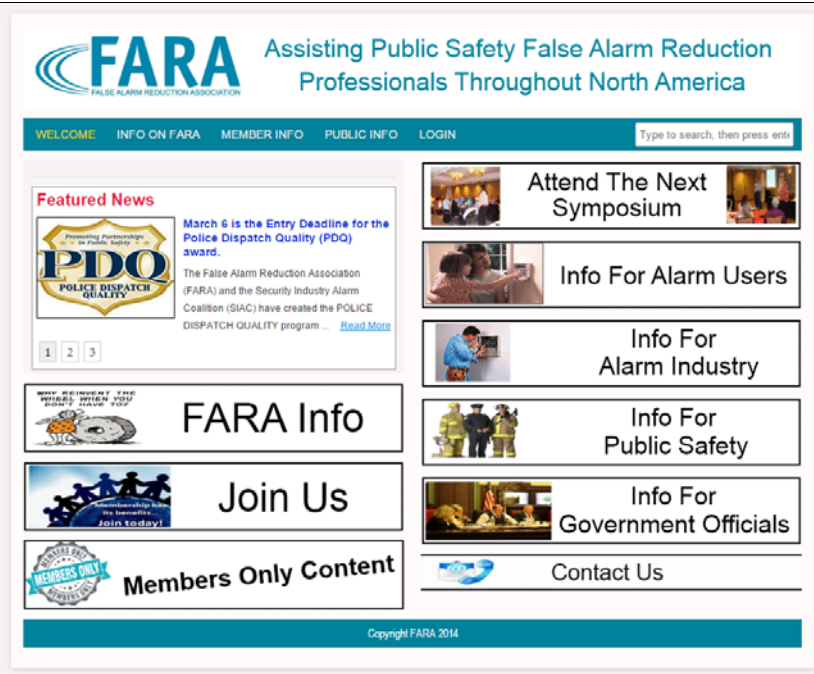 FARA
FALSE ALARM REDUCTION ASSOCIATION
Assisting Public Safety False Alarm Reduction
Professionals Throughout North America
WELCOME INFO ON FARA MEMBER INFO PUBLIC INFO LOGIN
Type to search, then press ente
Featured News
Promoting Partnerships
in Public Safety
PDQ
POLICE DISPATCH
QUALITY
March 6 is the Entry Deadline for the
Police Dispatch Quality (PDQ)
award.
The False Alarm Reduction Association
(FARA) and the Security Industry Alarm
Coalition (SIAC) have created the POLICE
DISPATCH QUALITY program ... Read More
1 2 3
WHY REINVENT THE
WHEEL WHEN YOU
DON'T HAVE TO?
FARA Info
Membership has
its benefits...
Join today!
Join Us
MEMBERS ONLY
MEMBERS ONLY
MEMBERS ONLY
Members Only Content
Attend The Next
Symposium
Info For Alarm Users
Info For
Alarm Industry
Info For
Public Safety
Info For
Government Officials
Contact Us
Copyright FARA 2014